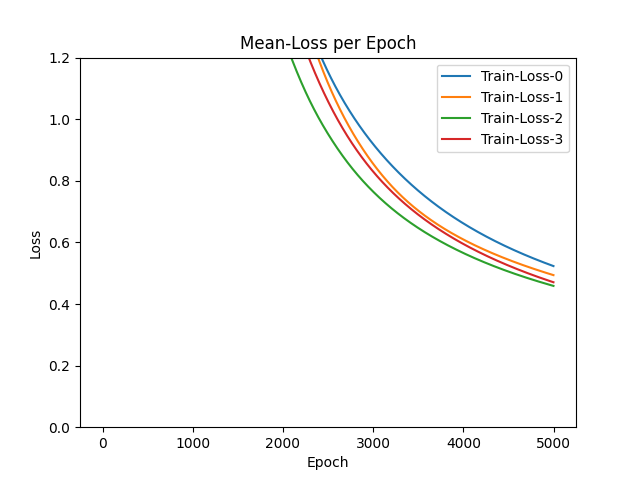 Mean-Loss per Epoch
1.2
1.0
0.8
0.6
0.4
0.2
0.0
Loss
Train-Loss-0
Train-Loss-1
Train-Loss-2
Train-Loss-3
0 1000 2000 3000 4000 5000
Epoch